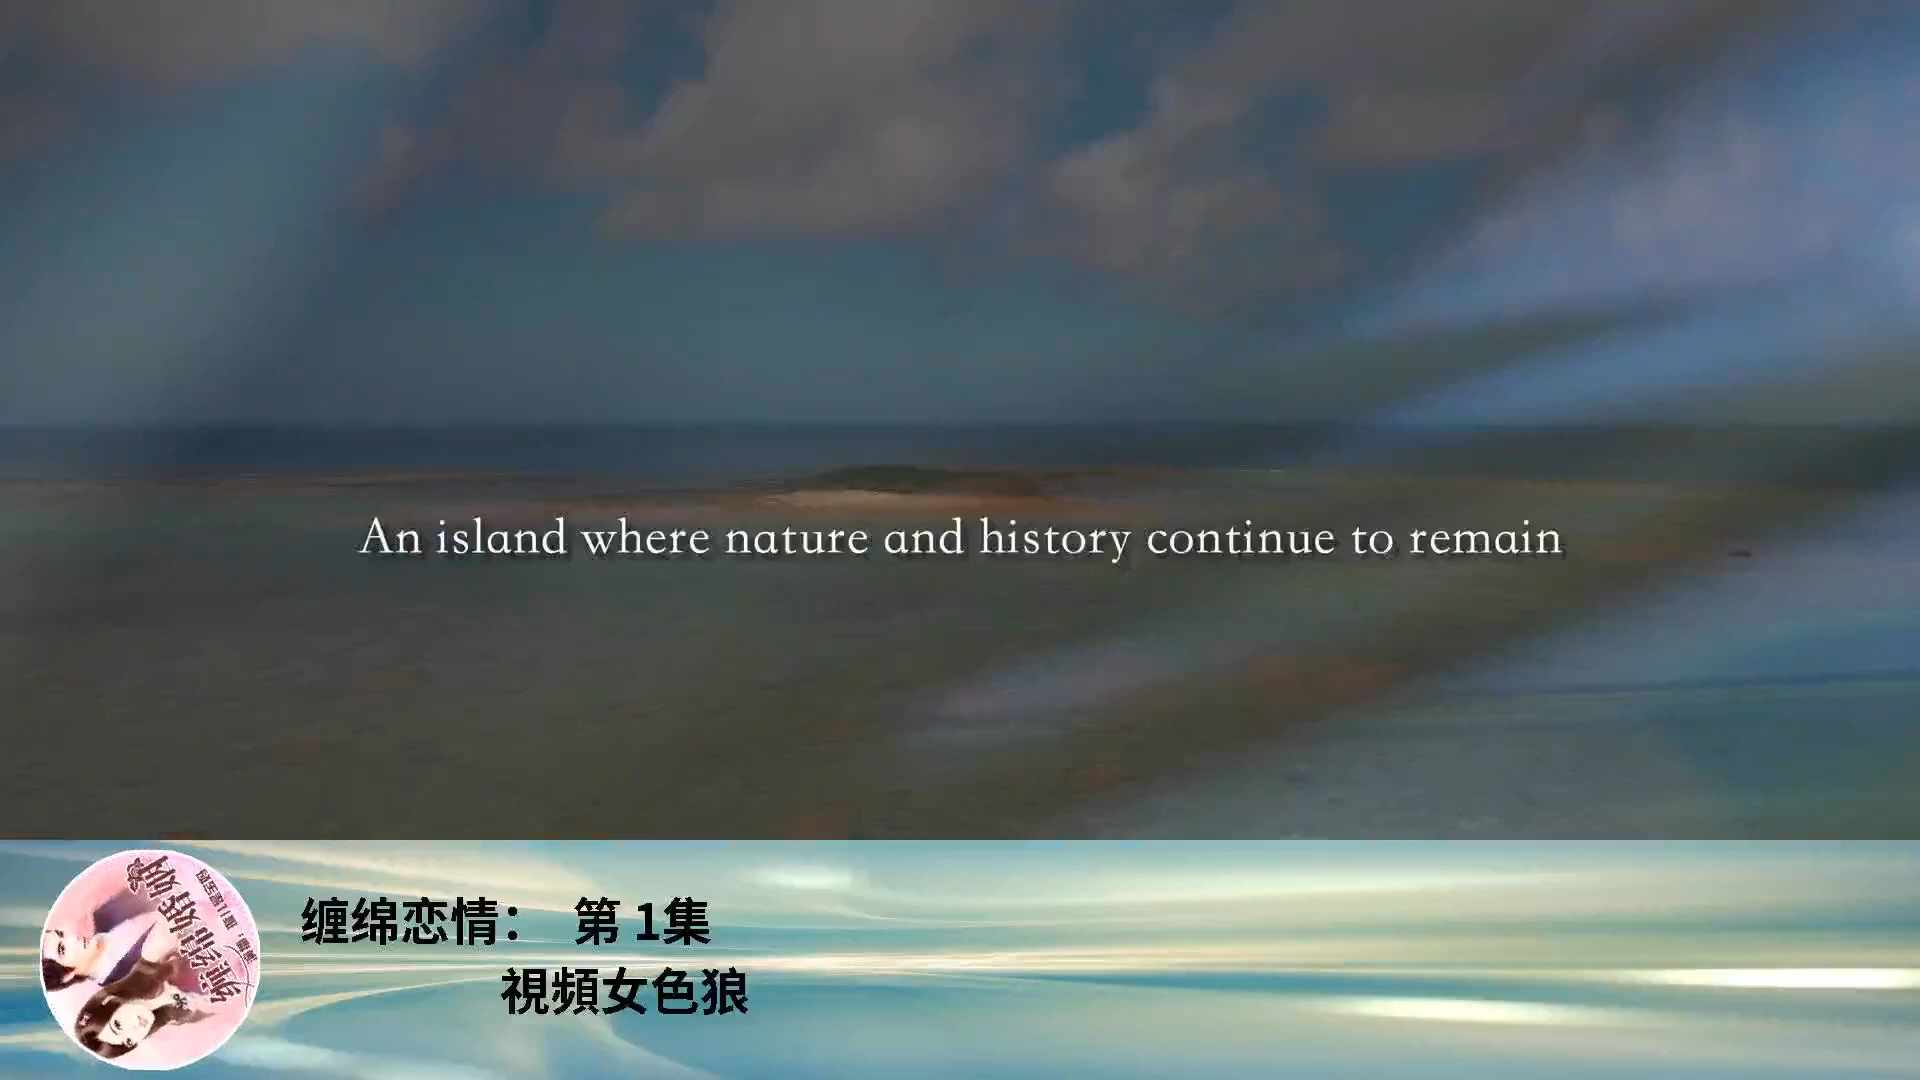 An island where nature and history continue to remain
缠绵恋情： 第 1集
視頻女色狼